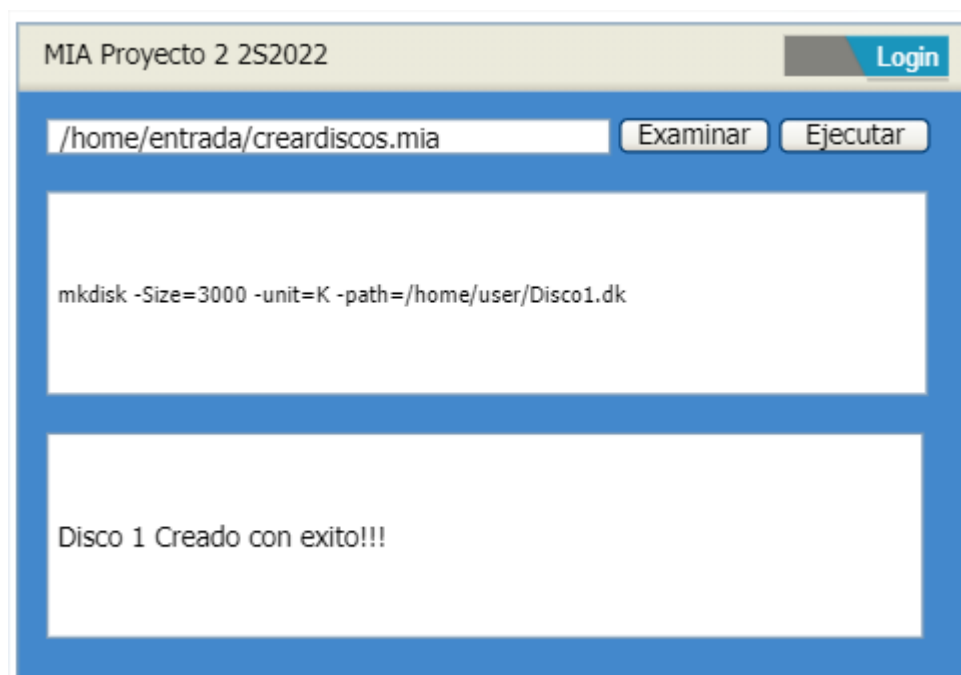 MIA Proyecto 2 2S2022
Login
/home/entrada/creardiscos.mia
Examinar
Ejecutar
mkdisk -Size=3000 -unit=K -path=/home/user/Disco1.dk
Disco 1 Creado con exito!!!